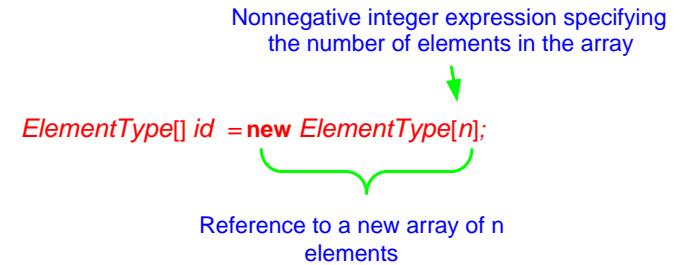 Nonnegative integer expression specifying
the number of elements in the array
ElementType[] id = new ElementType[n];
Reference to a new array of n
elements